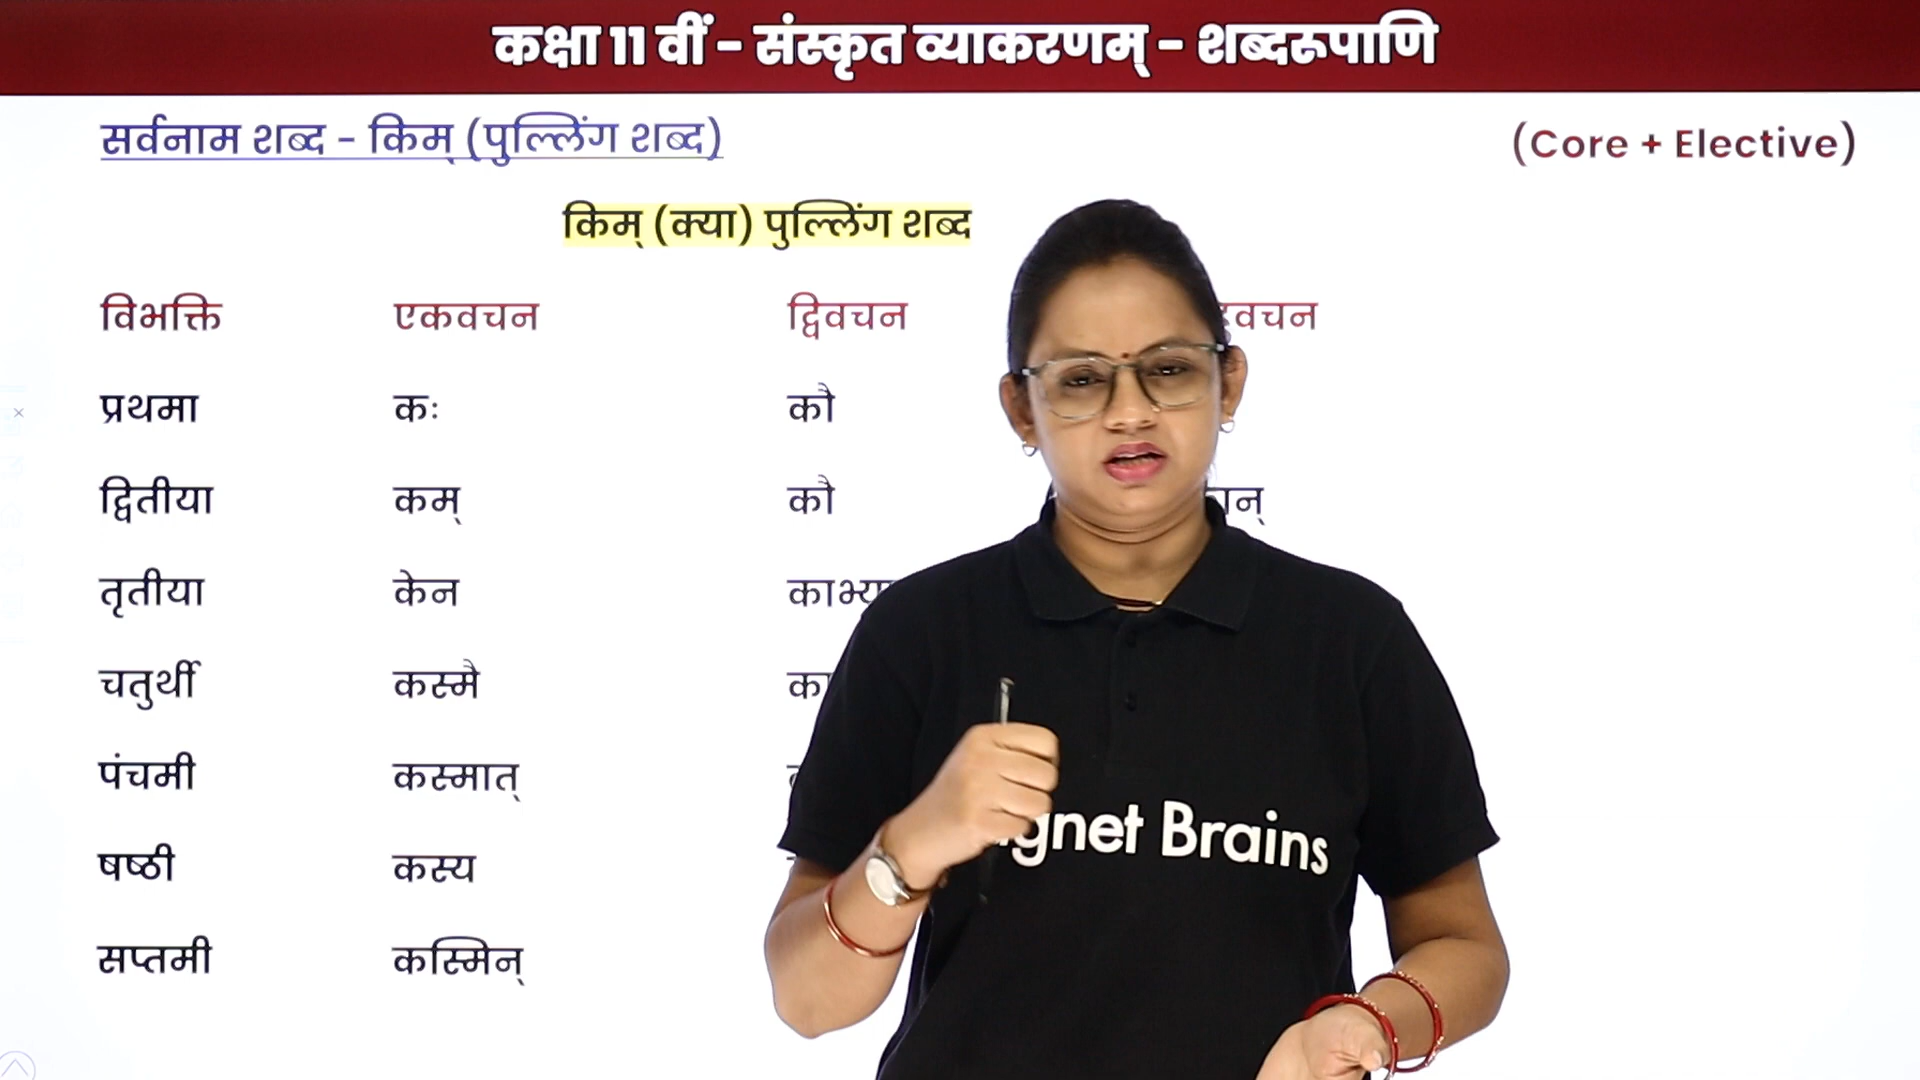 कक्षा 11 वीं - संस्कृत व्याकरणम् - शब्दरूपाणि
सर्वनाम शब्द - किम् (पुल्लिंग शब्द) (Core + Elective)
किम् (क्या) पुल्लिंग शब्द
विभक्ति एकवचन द्विवचन
प्रथमा कः कौ
द्वितीया कम् कौ
तृतीया केन
चतुर्थी कस्मै
पंचमी कस्मात्
षष्ठी कस्य
सप्तमी कस्मिन्
Brains